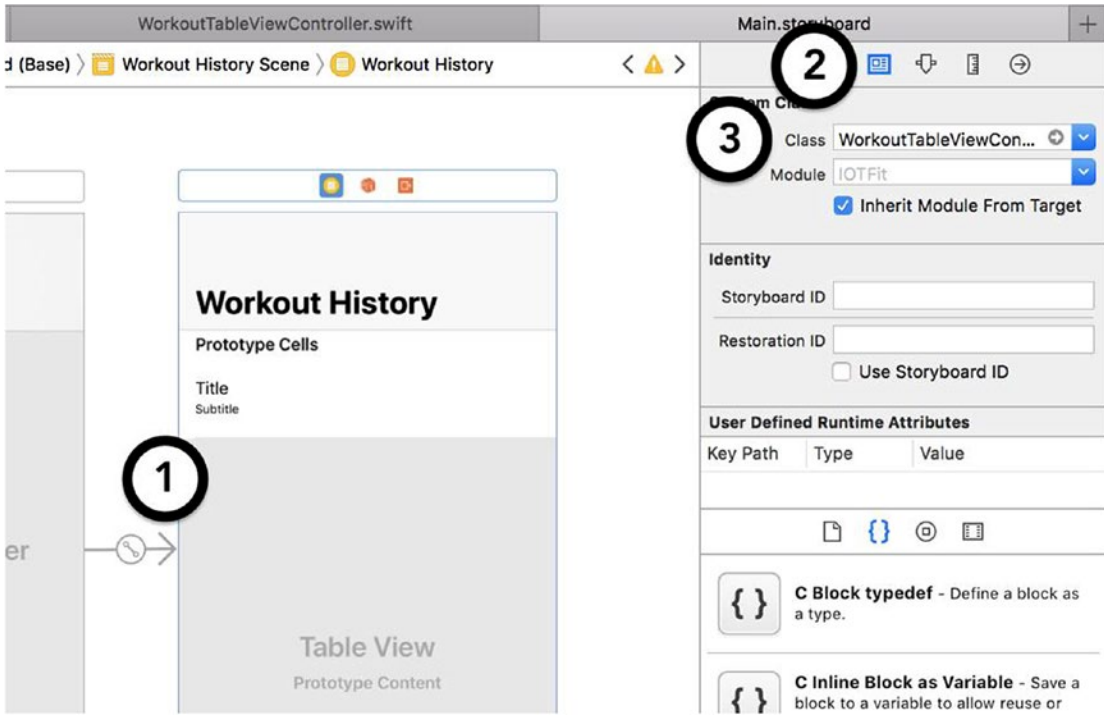 WorkoutTableViewController.swift
Main.storyboard
(Base)
Workout History Scene
Workout History
2
3
Class
WorkoutTableViewCon...
Module
IOTFit
Inherit Module From Target
Workout History
Prototype Cells
Title
Subtitle
1
er
Table View
Prototype Content
Identity
Storyboard ID
Restoration ID
Use Storyboard ID
User Defined Runtime Attributes
Key Path Type Value
{}
{ }
C Block typedef - Define a block as
a type.
{ }
C Inline Block as Variable - Save a
block to a variable to allow reuse or